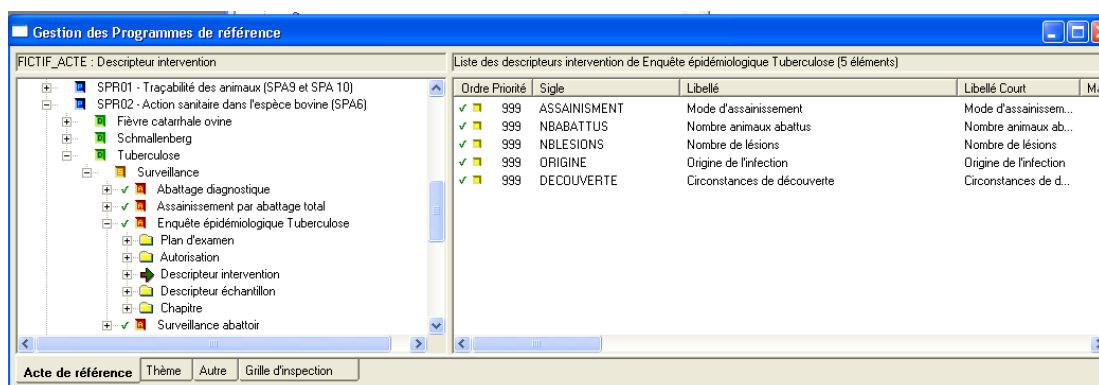 Gestion des Programmes de référence
FICTIF_ACTE : Descripteur intervention
Liste des descripteurs intervention de Enquête épidémiologique Tuberculose (5 éléments)
SPR01 - Traçabilité des animaux (SPA9 et SPA 10)
SPR02 - Action sanitaire dans l'espèce bovine (SPA6)
Fièvre catarrhale ovine
Schmallenberg
Tuberculose
Surveillance
Abattage diagnostique
Assainissement par abattage total
Enquête épidémiologique Tuberculose
Plan d'examen
Autorisation
Descripteur intervention
Descripteur échantillon
Chapitre
Surveillance abattoir
Ordre Priorité Sigle Libellé Libellé Court
999 ASSAINISMENT Mode d'assainissement Mode d'assainissem...
999 NBABATTUS Nombre animaux abattus Nombre animaux ab...
999 NBLESIONS Nombre de lésions Nombre de lésions
999 ORIGINE Origine de l'infection Origine de l'infection
999 DECOUVERTE Circonstances de découverte Circonstances de d...
Acte de référence Thème Autre Grille d'inspection